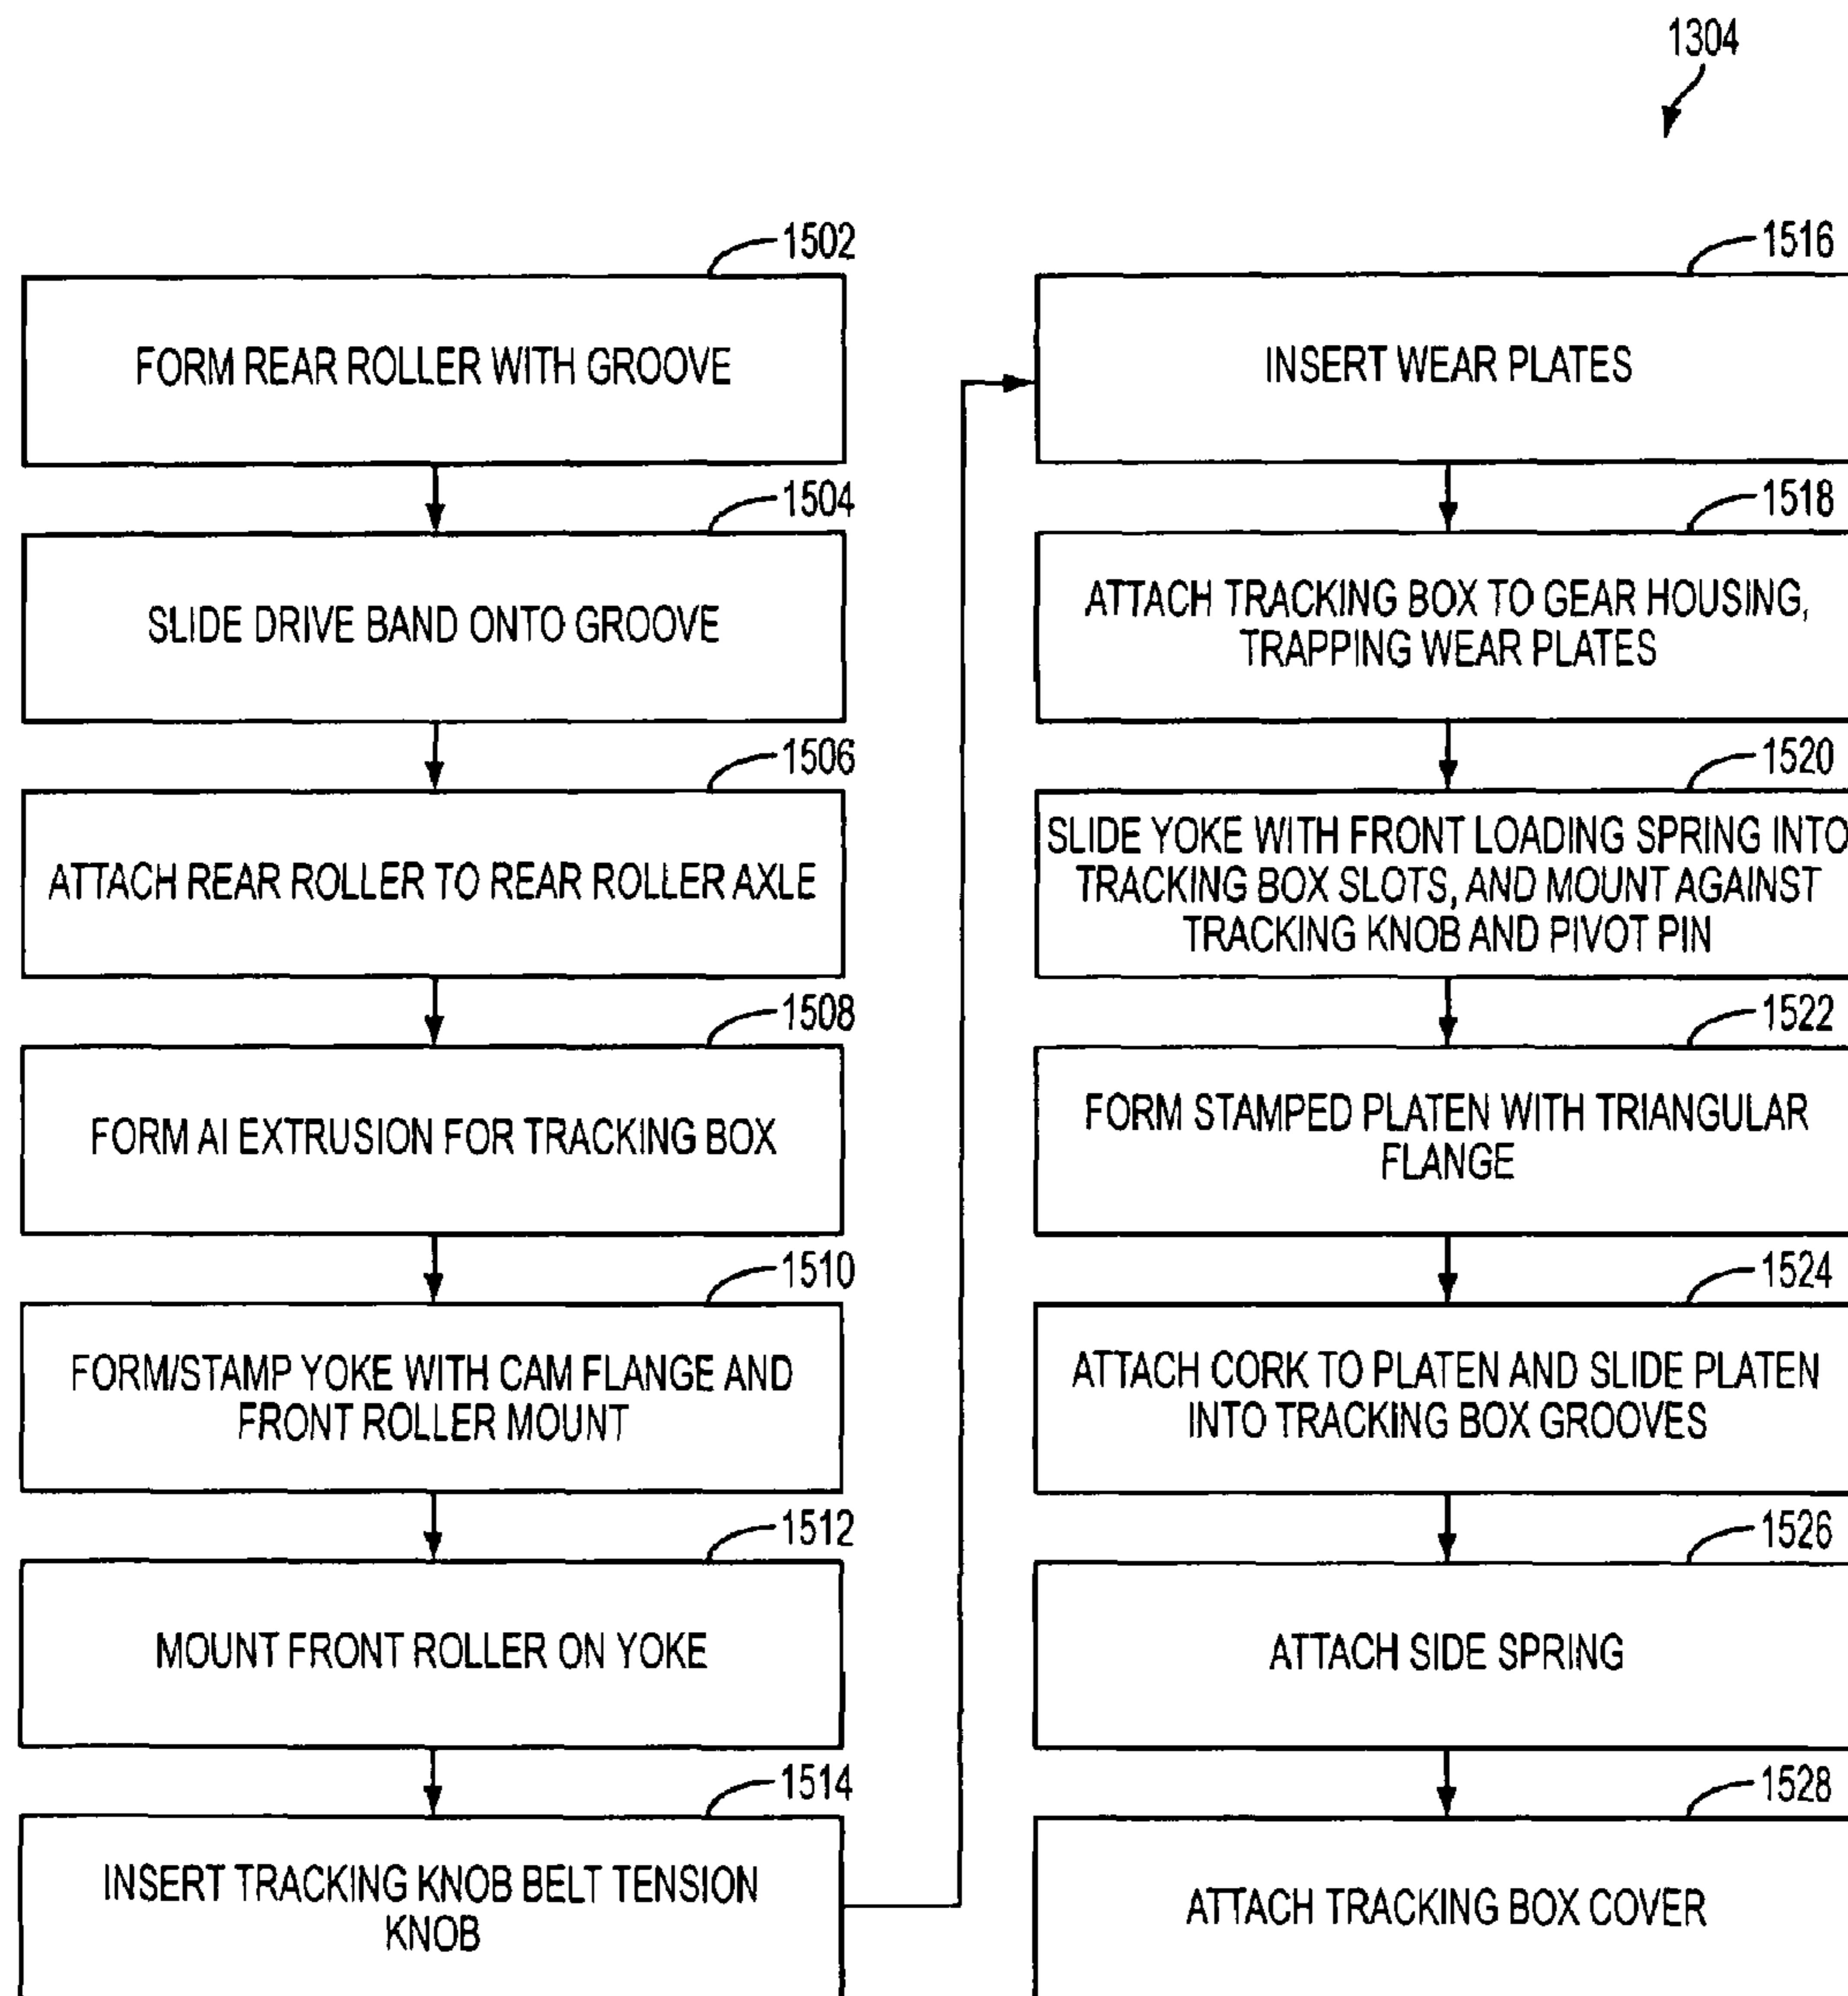 1304
1502
FORM REAR ROLLER WITH GROOVE
1504
SLIDE DRIVE BAND ONTO GROOVE
1506
ATTACH REAR ROLLER TO REAR ROLLER AXLE
1508
FORM Al EXTRUSION FOR TRACKING BOX
1510
FORM/STAMP YOKE WITH CAM FLANGE AND
FRONT ROLLER MOUNT
1512
MOUNT FRONT ROLLER ON YOKE
1514
INSERT TRACKING KNOB BELT TENSION
KNOB
1516
INSERT WEAR PLATES
1518
ATTACH TRACKING BOX TO GEAR HOUSING,
TRAPPING WEAR PLATES
1520
SLIDE YOKE WITH FRONT LOADING SPRING INTO
TRACKING BOX SLOTS, AND MOUNT AGAINST
TRACKING KNOB AND PIVOT PIN
1522
FORM STAMPED PLATEN WITH TRIANGULAR
FLANGE
1524
ATTACH CORK TO PLATEN AND SLIDE PLATEN
INTO TRACKING BOX GROOVES
1526
ATTACH SIDE SPRING
1528
ATTACH TRACKING BOX COVER